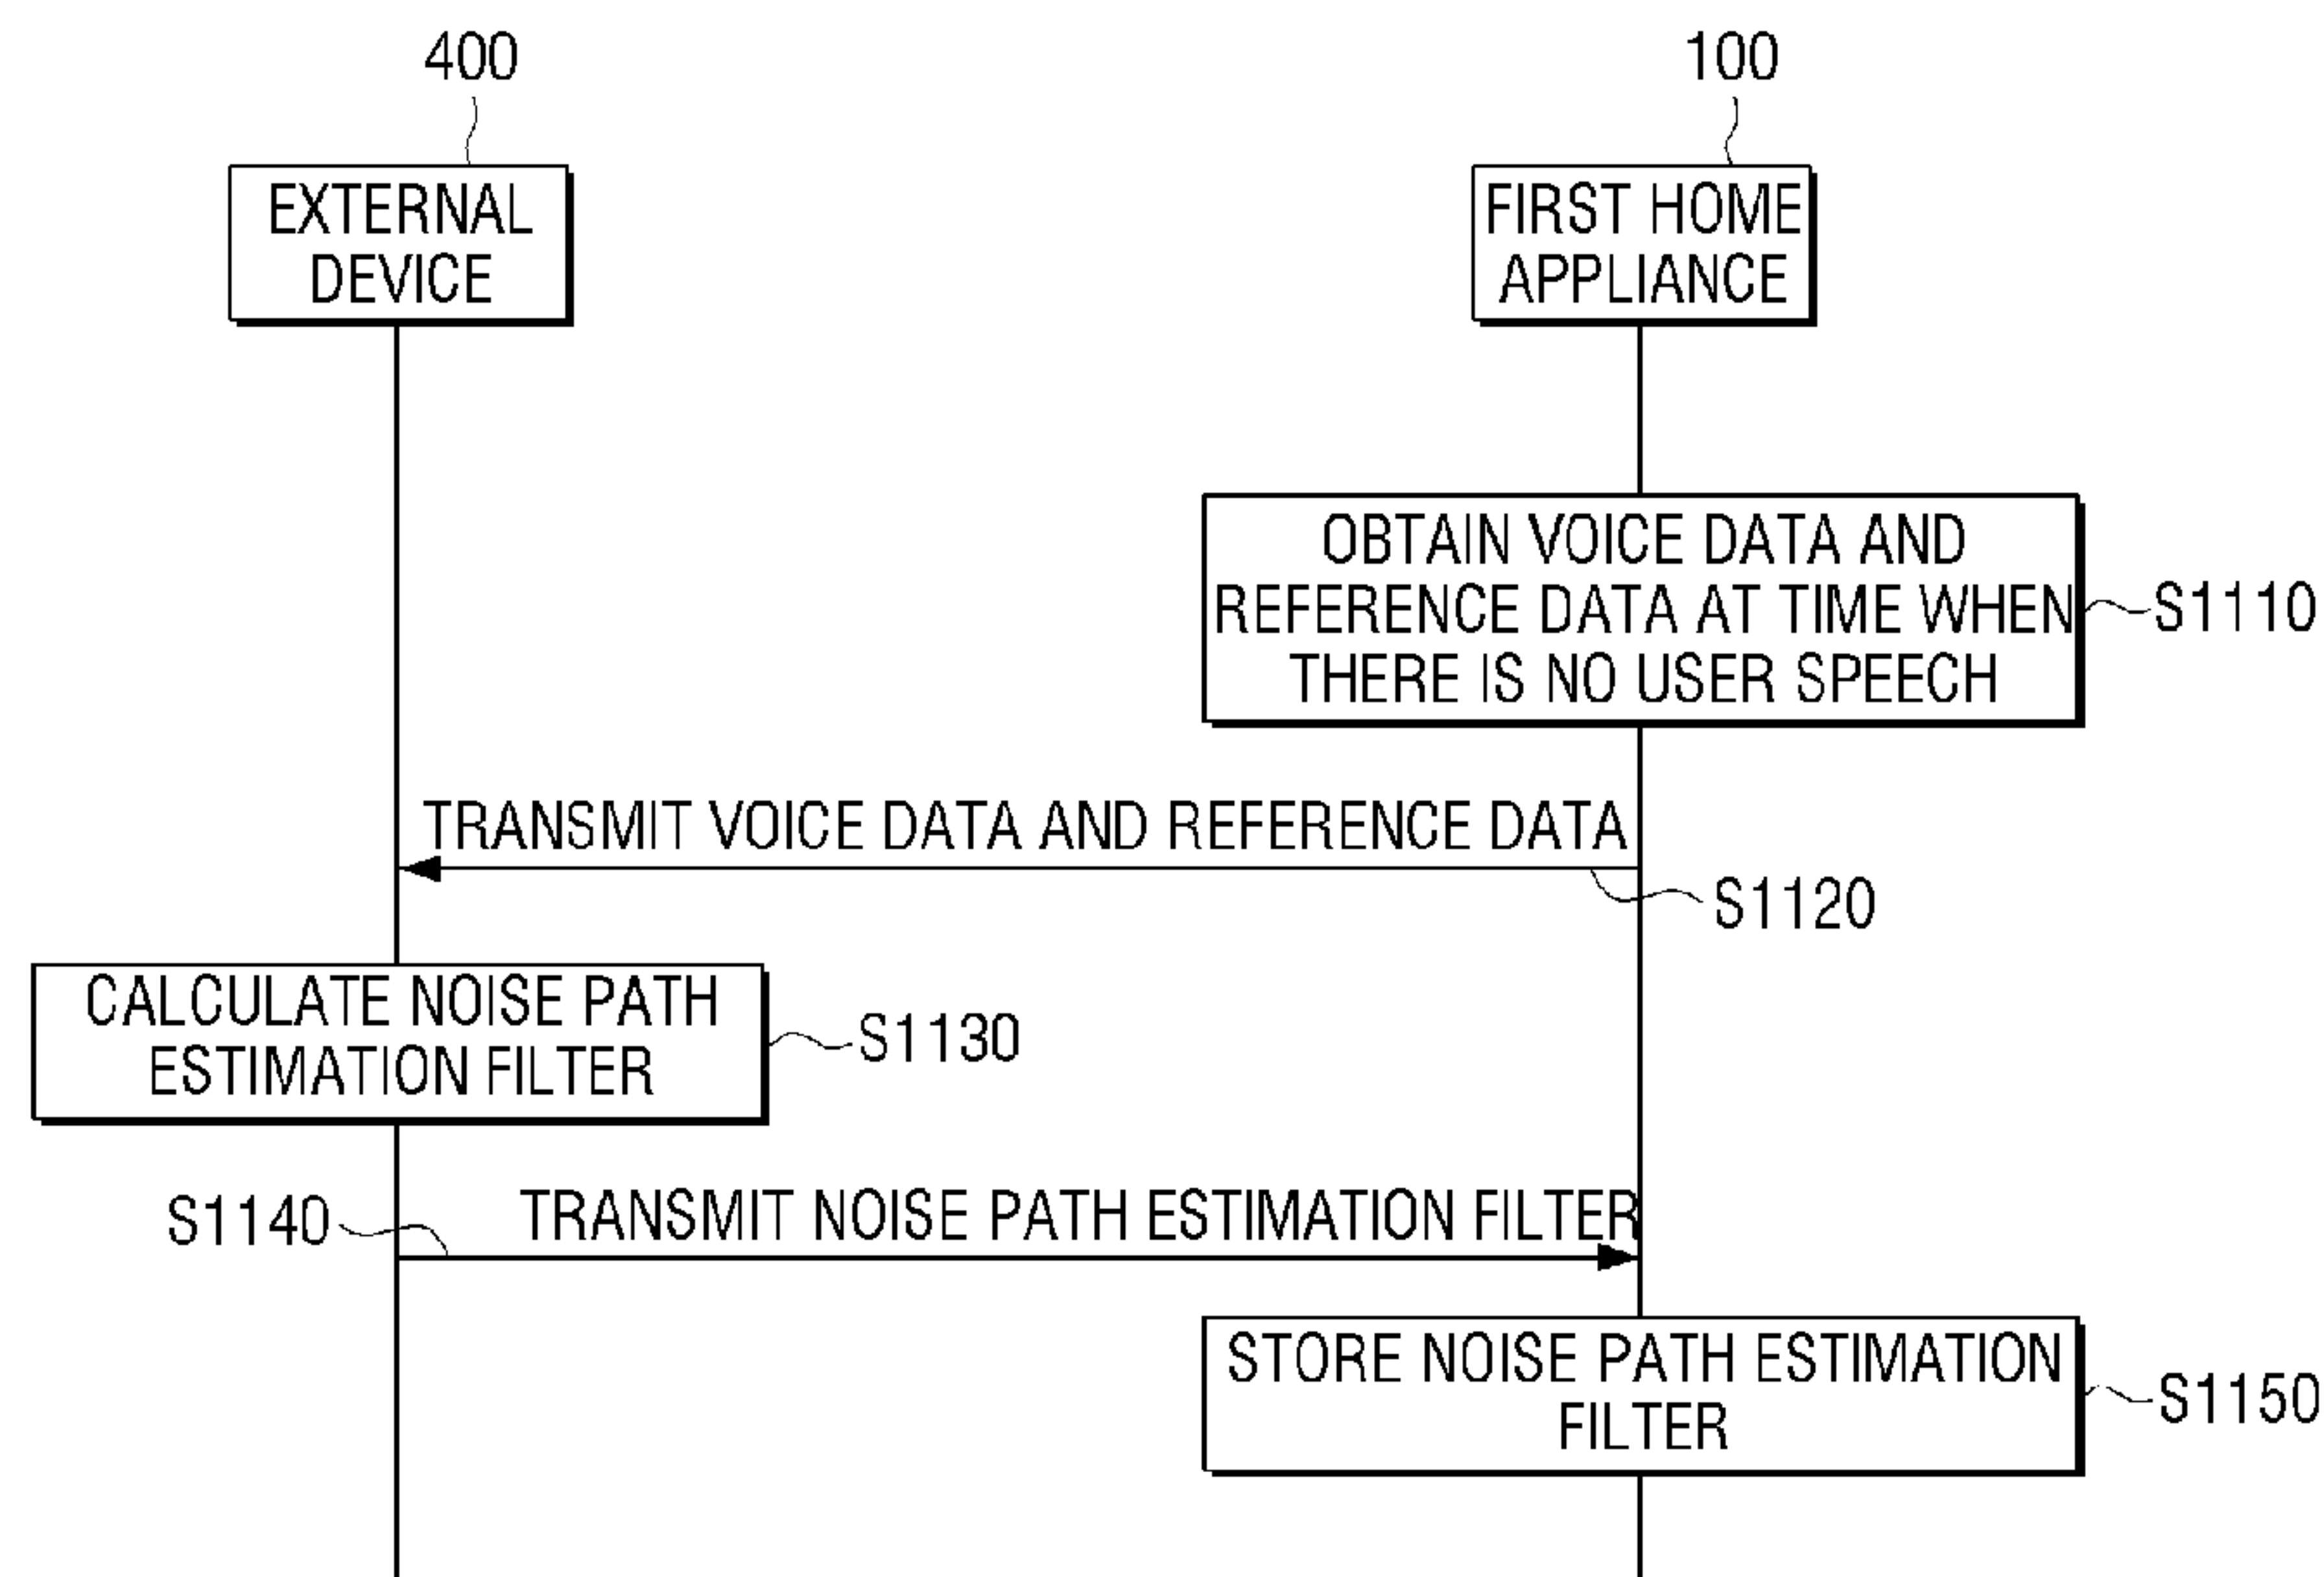 400
100
EXTERNAL
DEVICE
FIRST HOME
APPLIANCE
OBTAIN VOICE DATA AND
REFERENCE DATA AT TIME WHEN
THERE IS NO USER SPEECH
S1110
TRANSMIT VOICE DATA AND REFERENCE DATA
S1120
CALCULATE NOISE PATH
ESTIMATION FILTER
S1130
S1140
TRANSMIT NOISE PATH ESTIMATION FILTER
STORE NOISE PATH ESTIMATION
FILTER
S1150